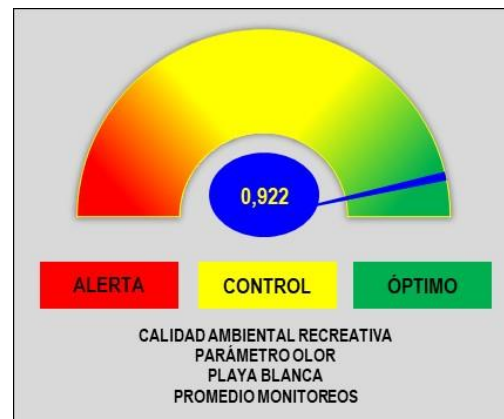 0,922
ALERTA
CONTROL
ÓPTIMO
CALIDAD AMBIENTAL RECREATIVA
PARÁMETRO OLOR
PLAYA BLANCA
PROMEDIO MONITOREOS